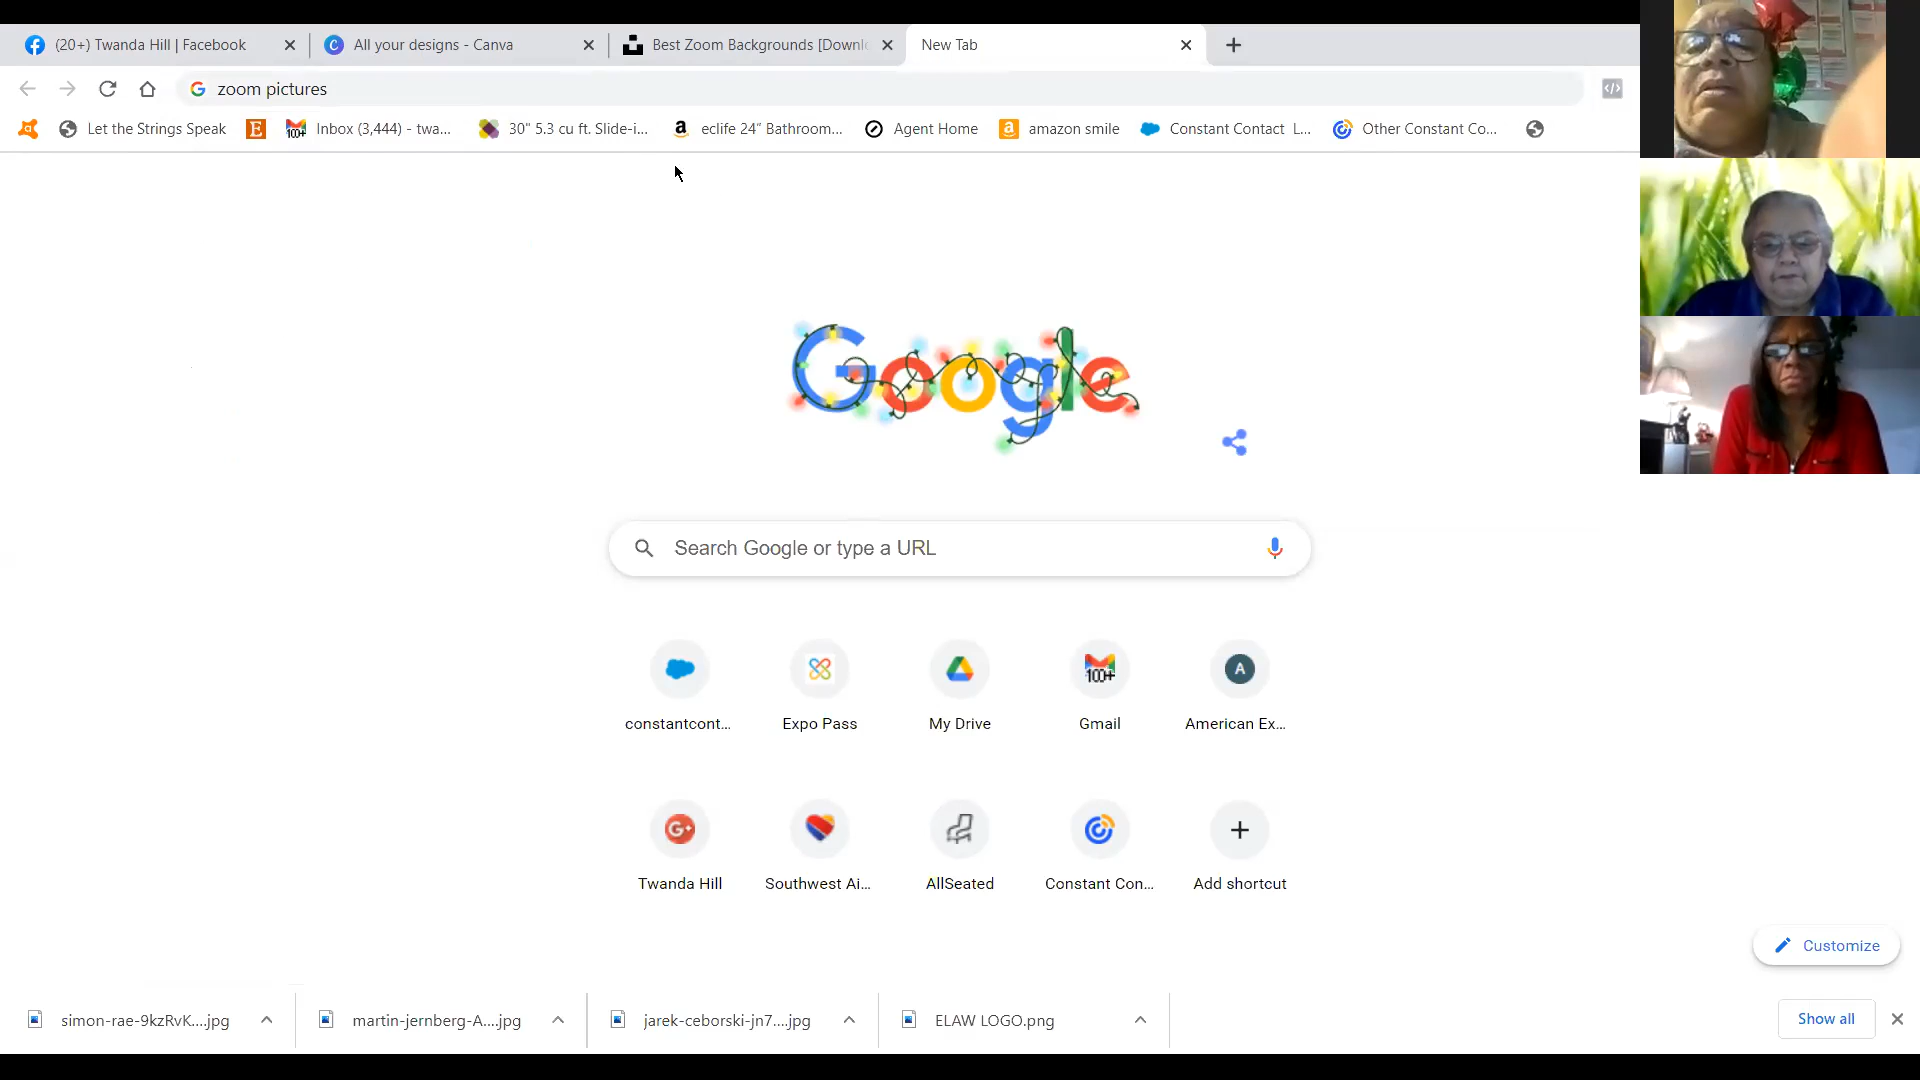 (20+) Twanda Hill | Facebook
All your designs - Canva
Best Zoom Backgrounds [Downl
New Tab
zoom pictures
Let the Strings Speak
Inbox (3,444) - twa...
30" 5.3 cu ft. Slide-i...
eclife 24" Bathroom...
Agent Home
amazon smile
Constant Contact L...
Other Constant Co...
Google
Search Google or type a URL
constantcont...
Expo Pass
My Drive
100+
Gmail
A
American Ex...
G+
Twanda Hill
Southwest Ai...
AllSeated
Constant Con...
Add shortcut
Customize
simon-rae-9kzRvK....jpg
martin-jernberg-A....jpg
jarek-ceborski-jn7....jpg
ELAW LOGO.png
Show all